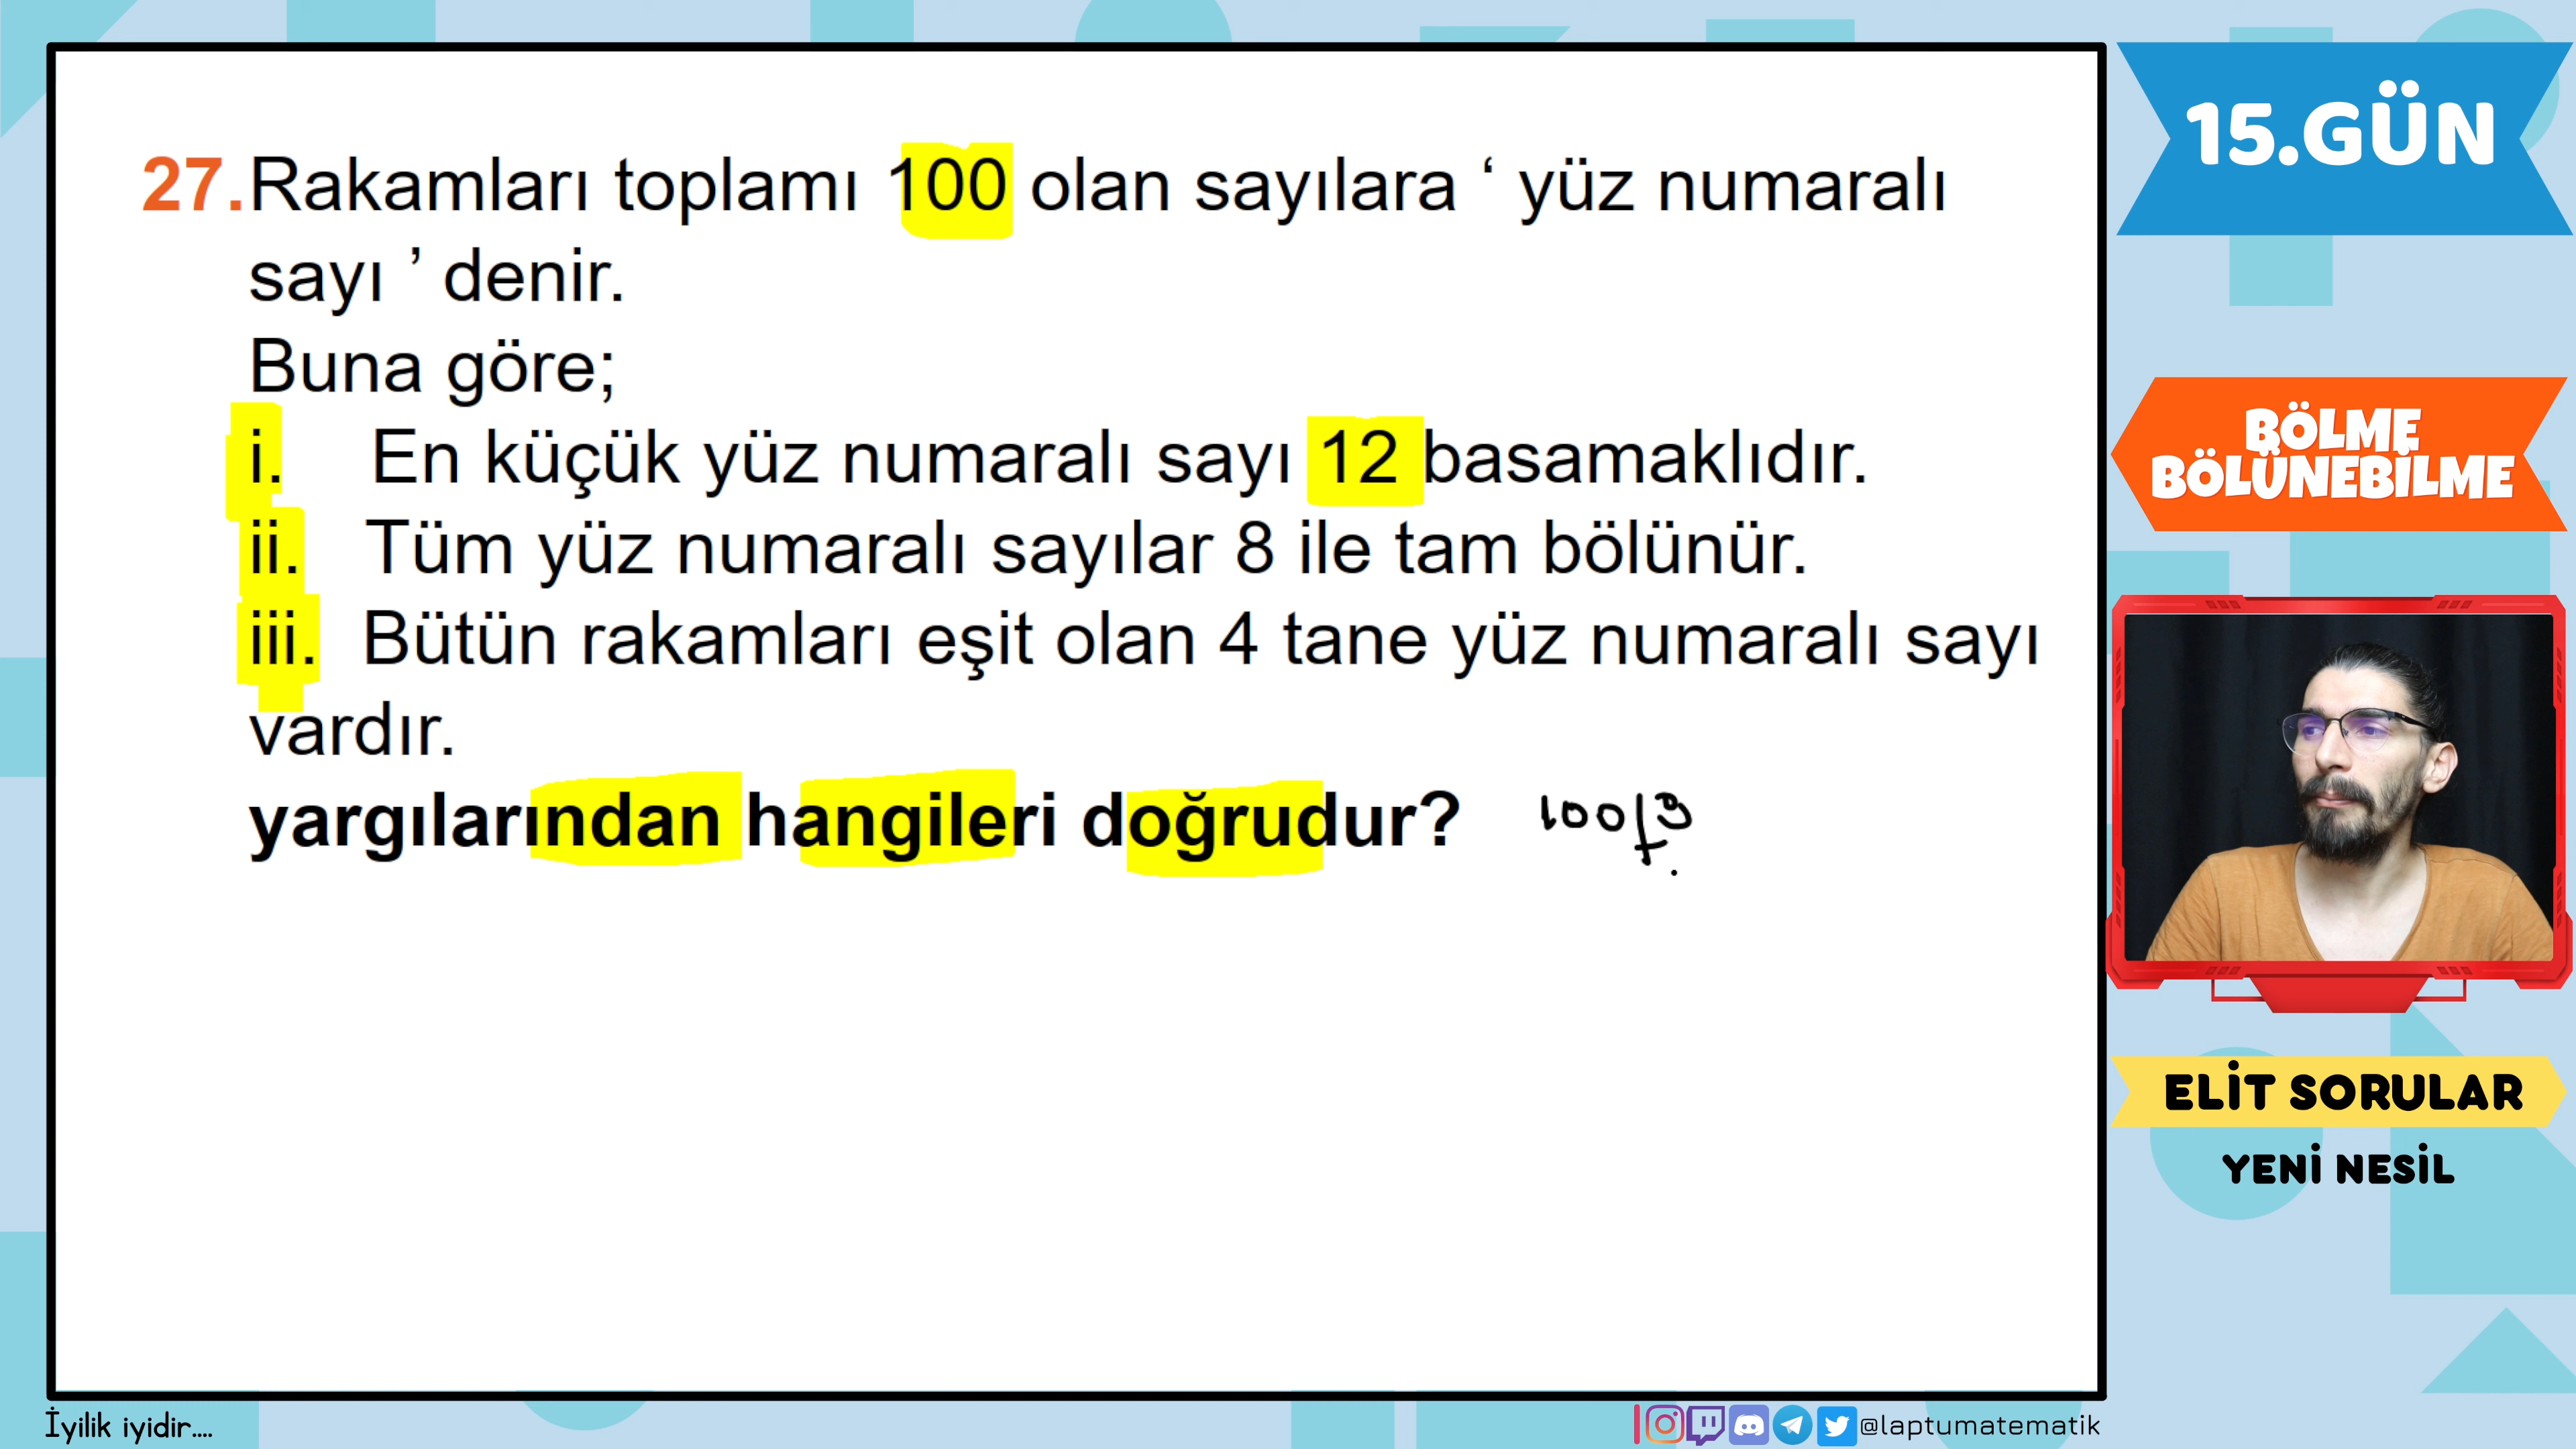 27. Rakamları toplamı 100 olan sayılara ‘ yüz numaralı
sayı ’ denir.
Buna göre;
i. En küçük yüz numaralı sayı 12 basamaklıdır.
ii. Tüm yüz numaralı sayılar 8 ile tam bölünür.
iii. Bütün rakamları eşit olan 4 tane yüz numaralı sayı
vardır.
yargılarından hangileri doğrudur?
100 9
15.GÜN
BÖLME
BÖLÜNEBİLME
ELİT SORULAR
YENİ NESİL
İyilik iyidir....
@laptumatematik